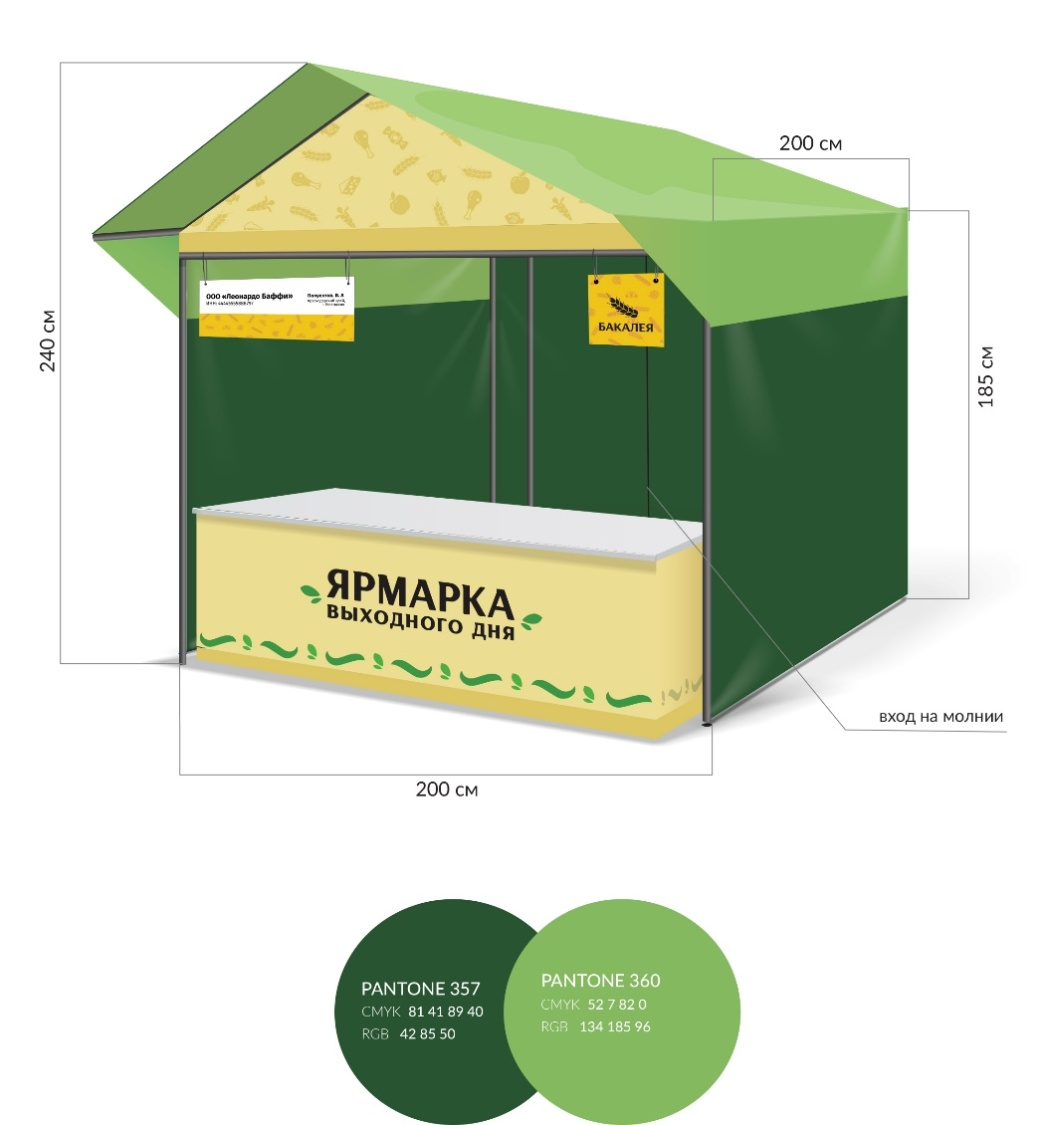 200 см
240 см
185 см
ООО «Леонардо Баффи»
БАКАЛЕЯ
ЯРМАРКА
ВЫХОДНОГО ДНЯ
вход на молнии
200 см
PANTONE 357
CMYK 81 41 89 40
RGB 42 85 50
PANTONE 360
CMYK 52 7 82 0
RGB 134 185 96